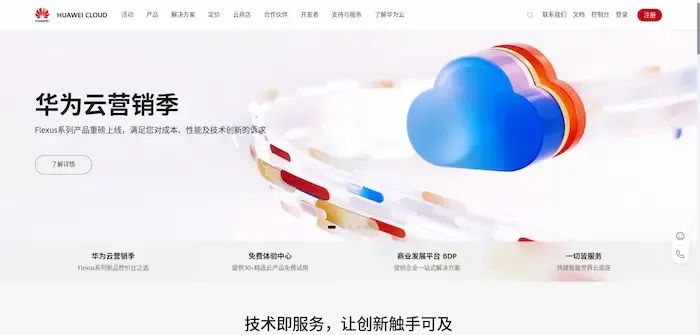 HUAWEI
HUAWEI CLOUD
活动 产品 解决方案 定价 云商店 合作伙伴 开发者 支持与服务 了解华为云
联系我们 文档 控制台 登录 注册
华为云营销季
Flexus系列产品重磅上线，满足您对成本、性能及技术创新的诉求
了解详情
华为云营销季 免费体验中心 商业发展平台 BDP 一切皆服务
Flexus系列新品性价比之选 提供30+精选云产品免费试用 提供企业一站式解决方案 共建智能世界云底座
技术即服务，让创新触手可及